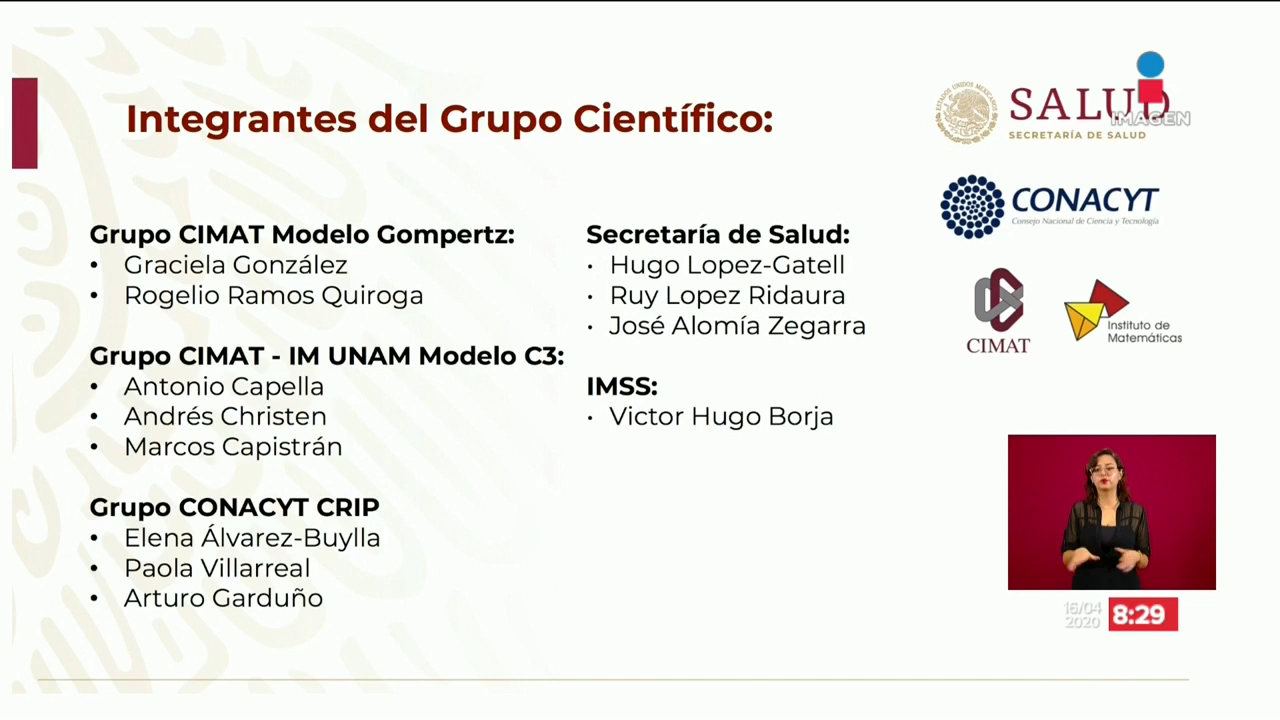 Integrantes del Grupo Científico:
Grupo CIMAT Modelo Gompertz:
• Graciela González
• Rogelio Ramos Quiroga
Grupo CIMAT - IM UNAM Modelo C3:
• Antonio Capella
• Andrés Christen
• Marcos Capistrán
Grupo CONACYT CRIP
• Elena Álvarez-Buylla
• Paola Villarreal
• Arturo Garduño
Secretaría de Salud:
• Hugo Lopez-Gatell
• Ruy Lopez Ridaura
• José Alomía Zegarra
IMSS:
• Victor Hugo Borja
ESTADOS UNIDOS MEXICANOS
SALUD
IMAGEN
SECRETARÍA DE SALUD
CONACYT
Consejo Nacional de Ciencia y Tecnología
CIMAT
Instituto de
Matemáticas
16/04
2020
8:29